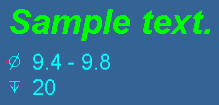 Sample text.
⌀ 9.4 - 9.8
↧ 20